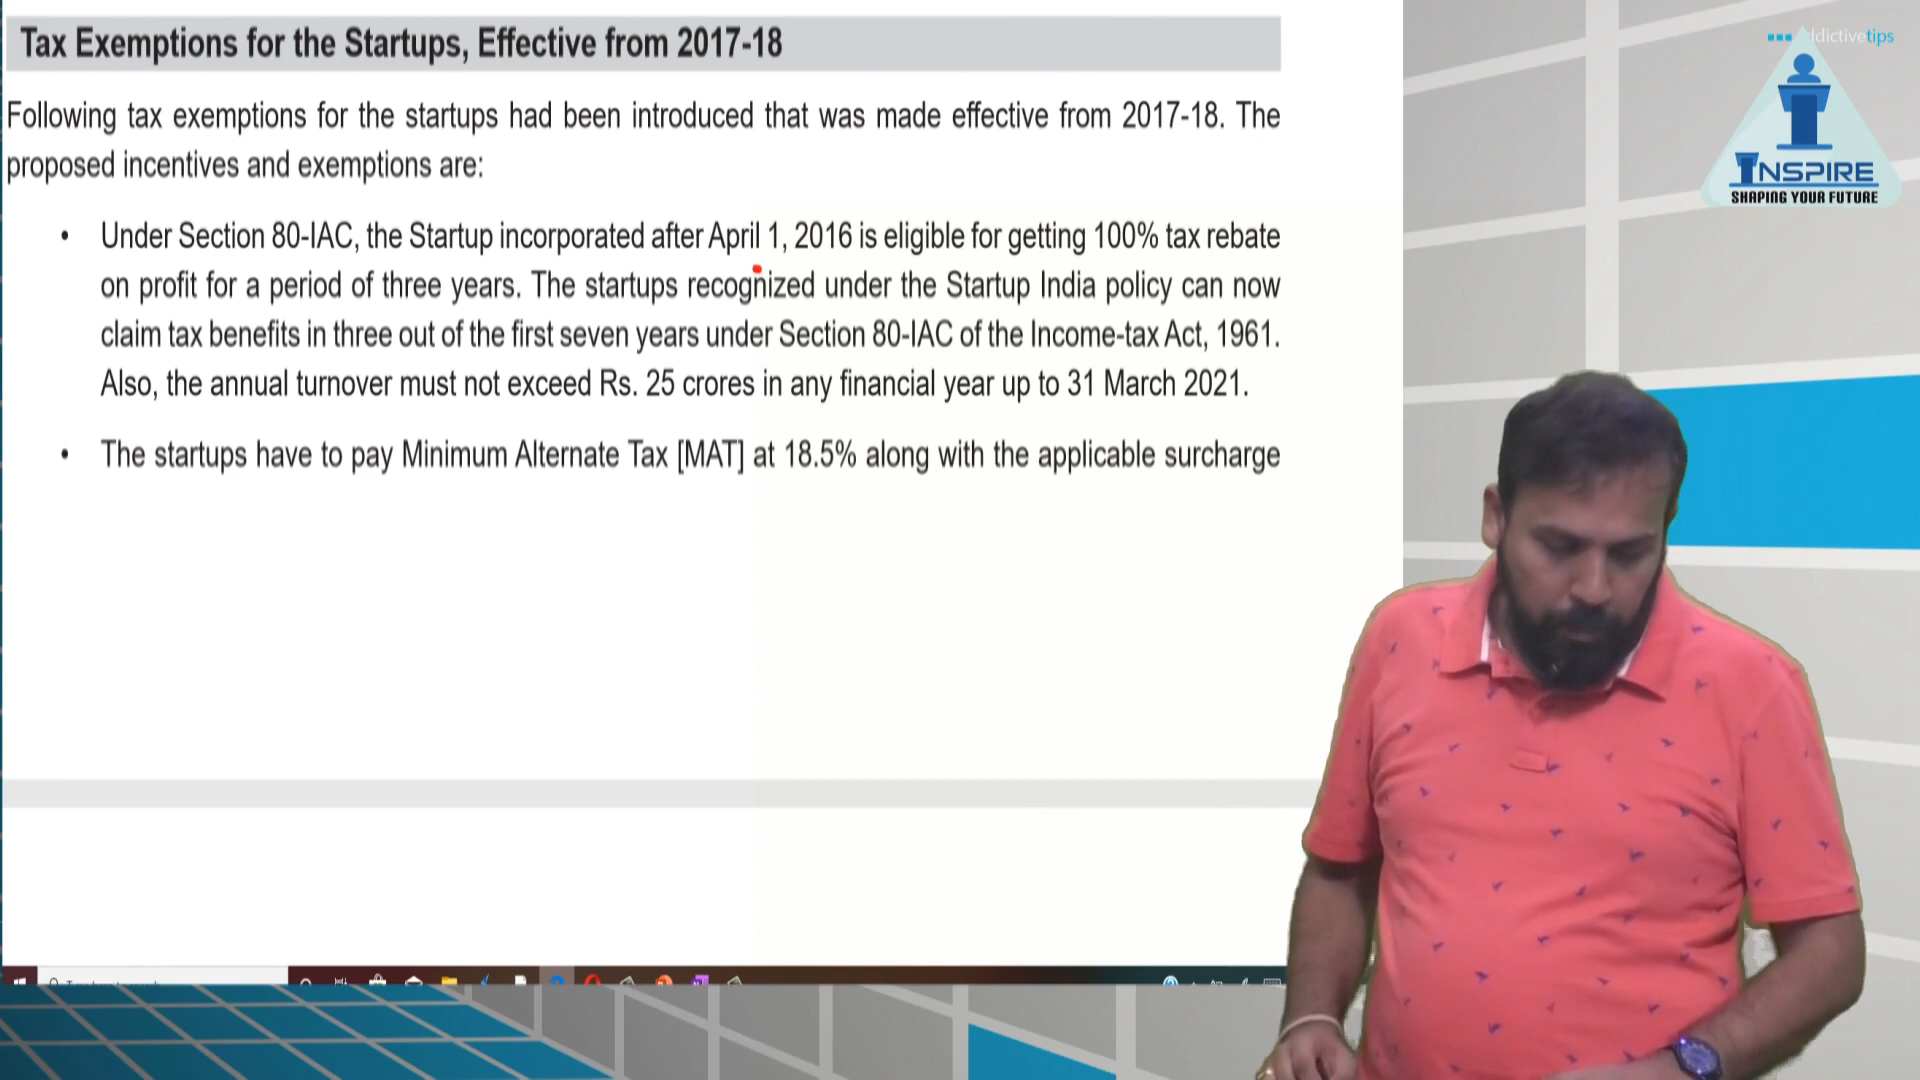 Tax Exemptions for the Startups, Effective from 2017-18
Following tax exemptions for the startups had been introduced that was made effective from 2017-18. The
proposed incentives and exemptions are:
• Under Section 80-IAC, the Startup incorporated after April 1, 2016 is eligible for getting 100% tax rebate
on profit for a period of three years. The startups recognized under the Startup India policy can now
claim tax benefits in three out of the first seven years under Section 80-IAC of the Income-tax Act, 1961.
Also, the annual turnover must not exceed Rs. 25 crores in any financial year up to 31 March 2021.
• The startups have to pay Minimum Alternate Tax [MAT] at 18.5% along with the applicable surcharge
ddictivetips
INSPIRE
SHAPING YOUR FUTURE